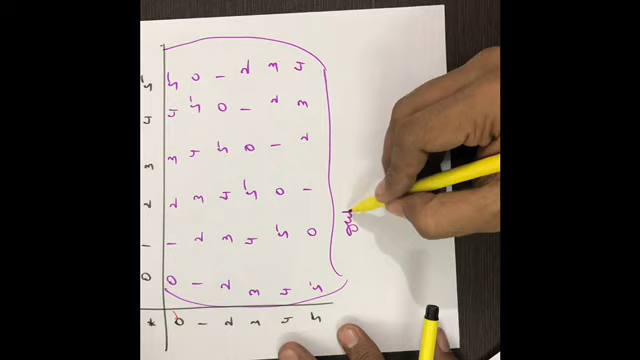 * 0 1 2 3 4 5
0 0 1 2 3 4 5
1 1 2 3 4 5 0
2 2 3 4 5 0 1
3 3 4 5 0 1 2
4 4 5 0 1 2 3
5 5 0 1 2 3 4